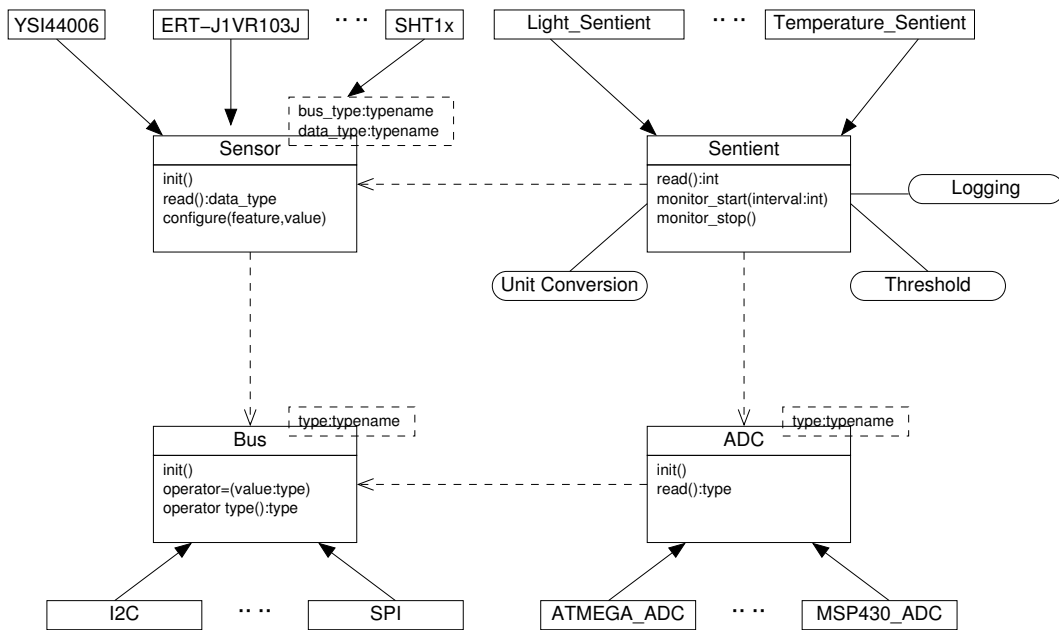 YSI44006
ERT–J1VR103J
.. ..
SHT1x
Light_Sentient
.. ..
Temperature_Sentient
bus_type:typename
data_type:typename
Sensor
init()
read():data_type
configure(feature,value)
Sentient
read():int
monitor_start(interval:int)
monitor_stop()
Logging
Unit Conversion
Threshold
type:typename
Bus
init()
operator=(value:type)
operator type():type
type:typename
ADC
init()
read():type
I2C
.. ..
SPI
ATMEGA_ADC
.. ..
MSP430_ADC